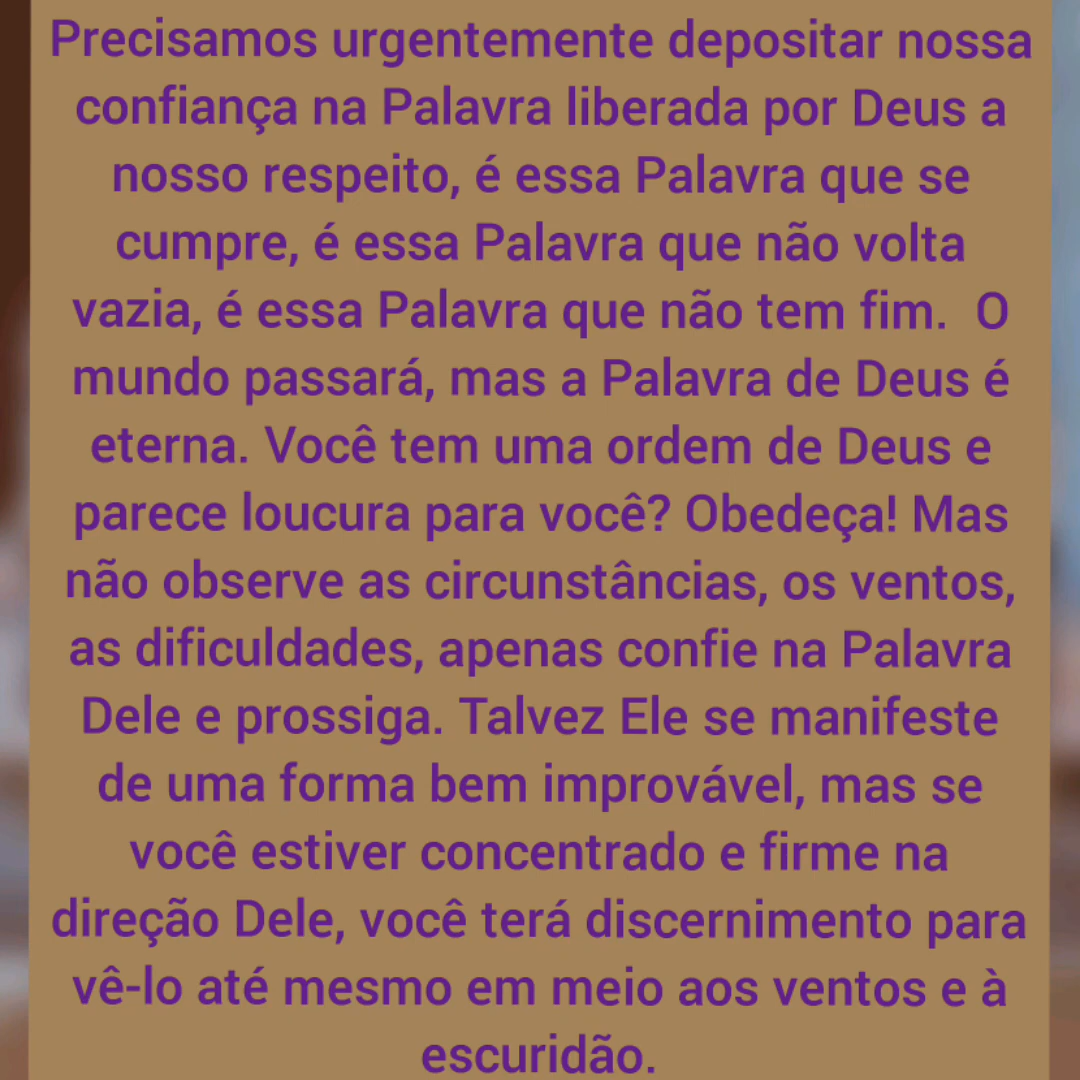 Precisamos urgentemente depositar nossa
confiança na Palavra liberada por Deus a
nosso respeito, é essa Palavra que se
cumpre, é essa Palavra que não volta
vazia, é essa Palavra que não tem fim.  O
mundo passará, mas a Palavra de Deus é
eterna. Você tem uma ordem de Deus e
parece loucura para você? Obedeça! Mas
não observe as circunstâncias, os ventos,
as dificuldades, apenas confie na Palavra
Dele e prossiga. Talvez Ele se manifeste
de uma forma bem improvável, mas se
você estiver concentrado e firme na
direção Dele, você terá discernimento para
vê-lo até mesmo em meio aos ventos e à
escuridão.